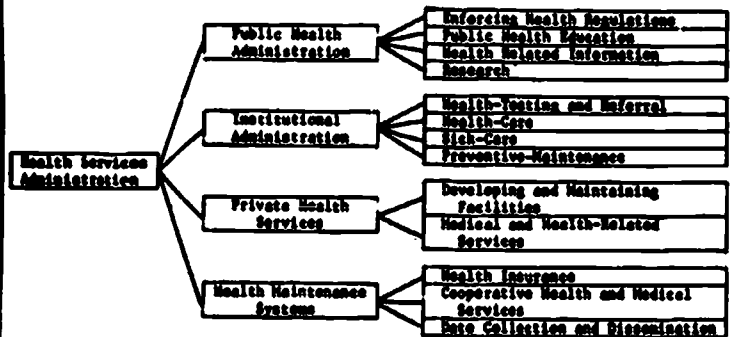 Health Services
Administration
Public Health
Administration
Enforcing Health Regulations
Public Health Education
Health Related Information
Research
Institutional
Administration
Health-Testing and Referral
Health-Care
Sick-Care
Preventive-Maintenance
Private Health
Services
Developing and Maintaining
Facilities
Medical and Health-Related
Services
Health Maintenance
Systems
Health Insurance
Cooperative Health and Medical
Services
Data Collection and Dissemination